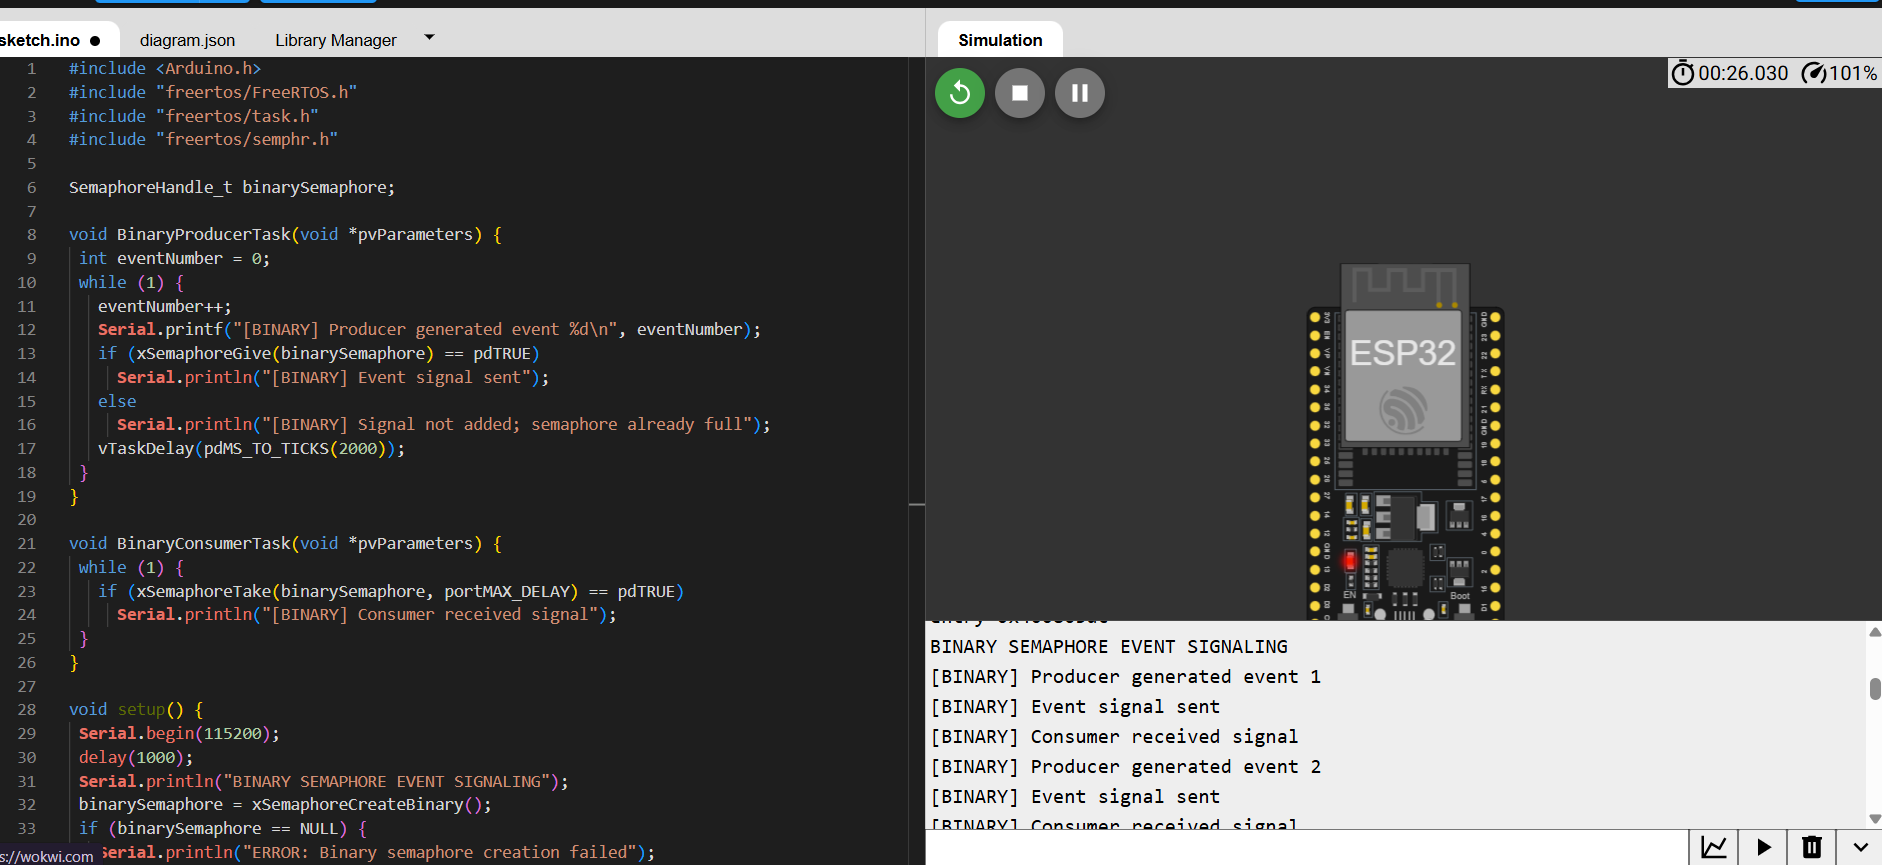 sketch.ino ●
diagram.json
Library Manager
1 #include <Arduino.h>
2 #include "freertos/FreeRTOS.h"
3 #include "freertos/task.h"
4 #include "freertos/semphr.h"
5
6 SemaphoreHandle_t binarySemaphore;
7
8 void BinaryProducerTask(void *pvParameters) {
9 int eventNumber = 0;
10 while (1) {
11 eventNumber++;
12 Serial.printf("[BINARY] Producer generated event %d\n", eventNumber);
13 if (xSemaphoreGive(binarySemaphore) == pdTRUE)
14 Serial.println("[BINARY] Event signal sent");
15 else
16 Serial.println("[BINARY] Signal not added; semaphore already full");
17 vTaskDelay(pdMS_TO_TICKS(2000));
18 }
19 }
20
21 void BinaryConsumerTask(void *pvParameters) {
22 while (1) {
23 if (xSemaphoreTake(binarySemaphore, portMAX_DELAY) == pdTRUE)
24 Serial.println("[BINARY] Consumer received signal");
25 }
26 }
27
28 void setup() {
29 Serial.begin(115200);
30 delay(1000);
31 Serial.println("BINARY SEMAPHORE EVENT SIGNALING");
32 binarySemaphore = xSemaphoreCreateBinary();
33 if (binarySemaphore == NULL) {
Serial.println("ERROR: Binary semaphore creation failed");
s://wokwi.com
Simulation
00:26.030 101%
ESP32
EN
Boot
BINARY SEMAPHORE EVENT SIGNALING
[BINARY] Producer generated event 1
[BINARY] Event signal sent
[BINARY] Consumer received signal
[BINARY] Producer generated event 2
[BINARY] Event signal sent
[BINARY] Consumer received signal